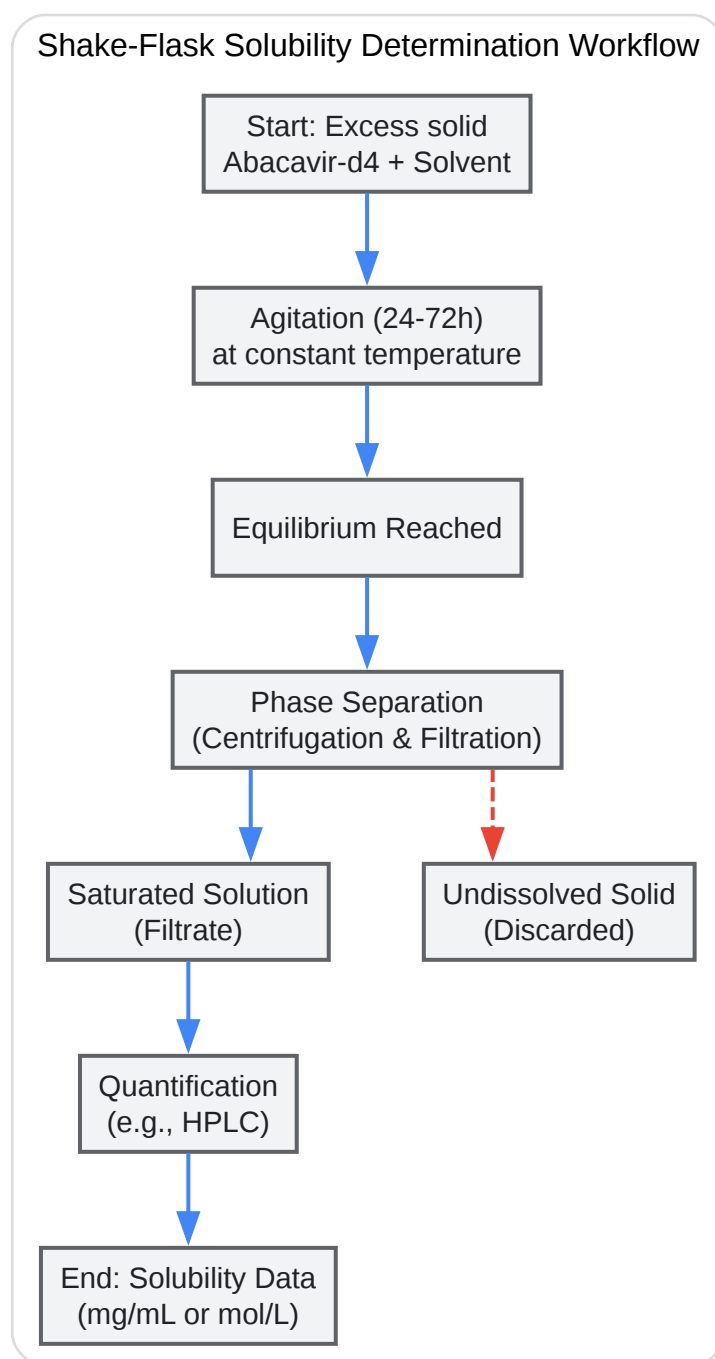 Shake-Flask Solubility Determination Workflow
Start: Excess solid
Abacavir-d4 + Solvent
Agitation (24-72h)
at constant temperature
Equilibrium Reached
Phase Separation
(Centrifugation & Filtration)
Saturated Solution
(Filtrate)
Undissolved Solid
(Discarded)
Quantification
(e.g., HPLC)
End: Solubility Data
(mg/mL or mol/L)